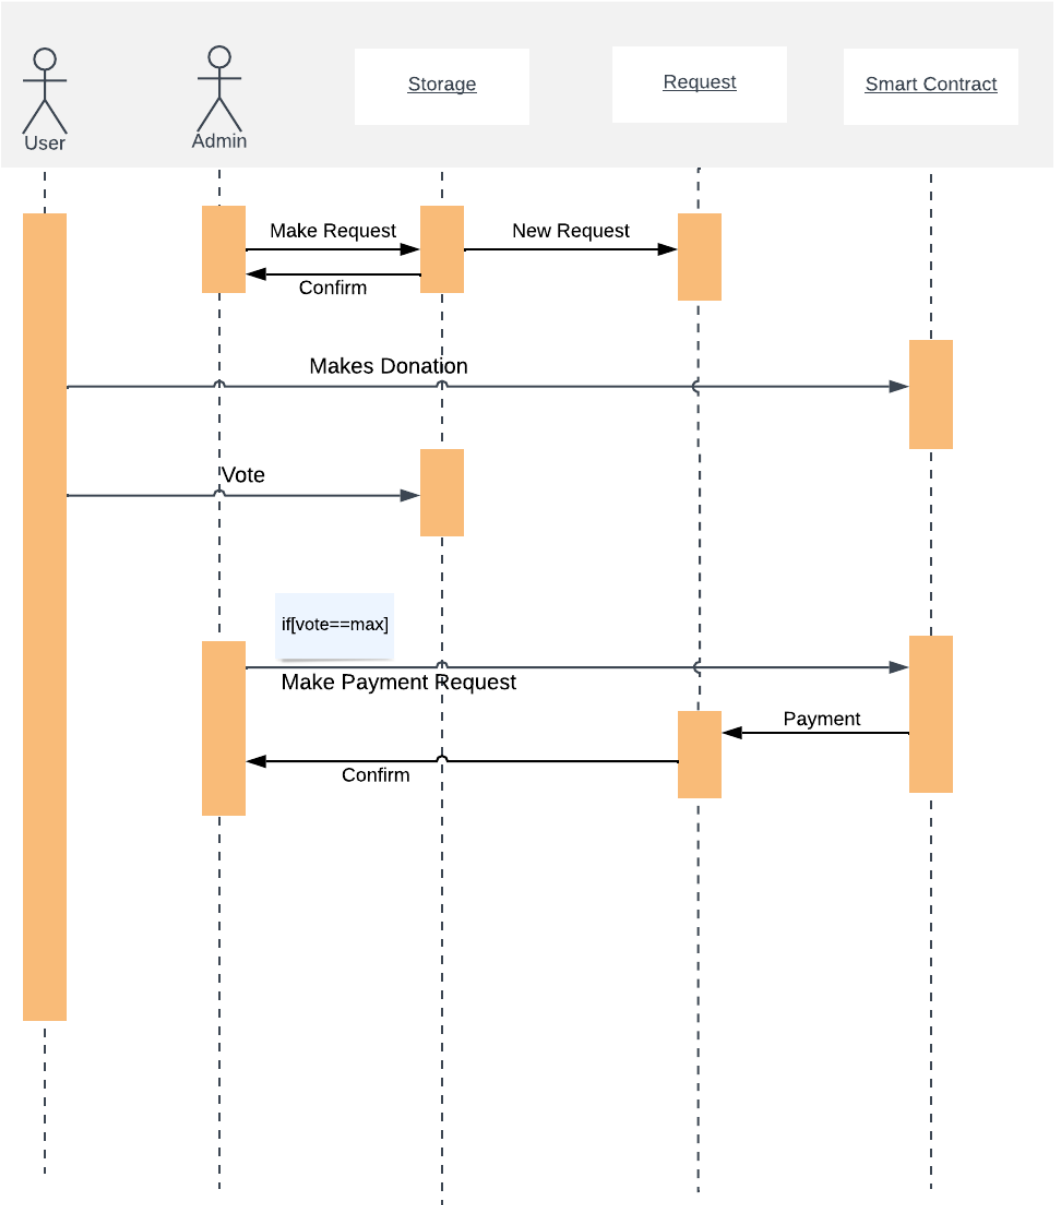 User
Admin
Storage
Request
Smart Contract
Make Request
New Request
Confirm
Makes Donation
Vote
if[vote==max]
Make Payment Request
Payment
Confirm